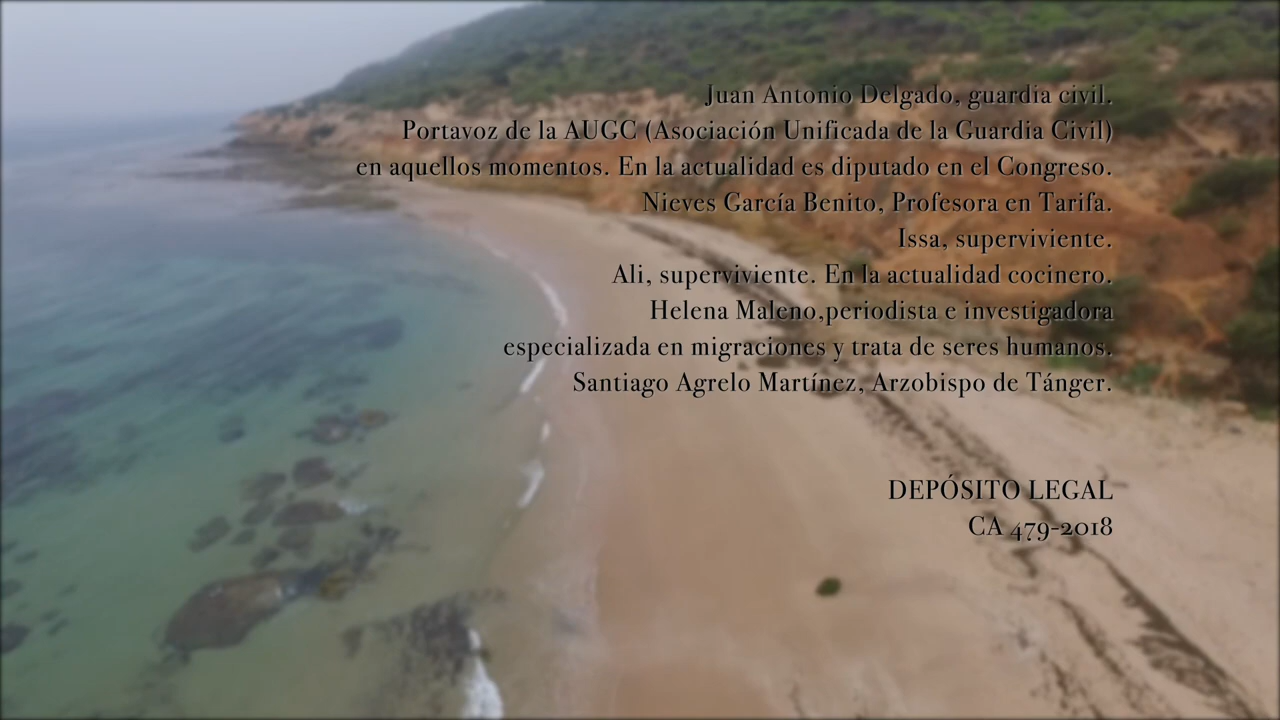 Juan Antonio Delgado, guardia civil.
Portavoz de la AUGC (Asociación Unificada de la Guardia Civil)
en aquellos momentos. En la actualidad es diputado en el Congreso.
Nieves García Benito, Profesora en Tarifa.
Issa, superviviente.
Ali, superviviente. En la actualidad cocinero.
Helena Maleno,periodista e investigadora
especializada en migraciones y trata de seres humanos.
Santiago Agrelo Martínez, Arzobispo de Tánger.
DEPÓSITO LEGAL
CA 479-2018